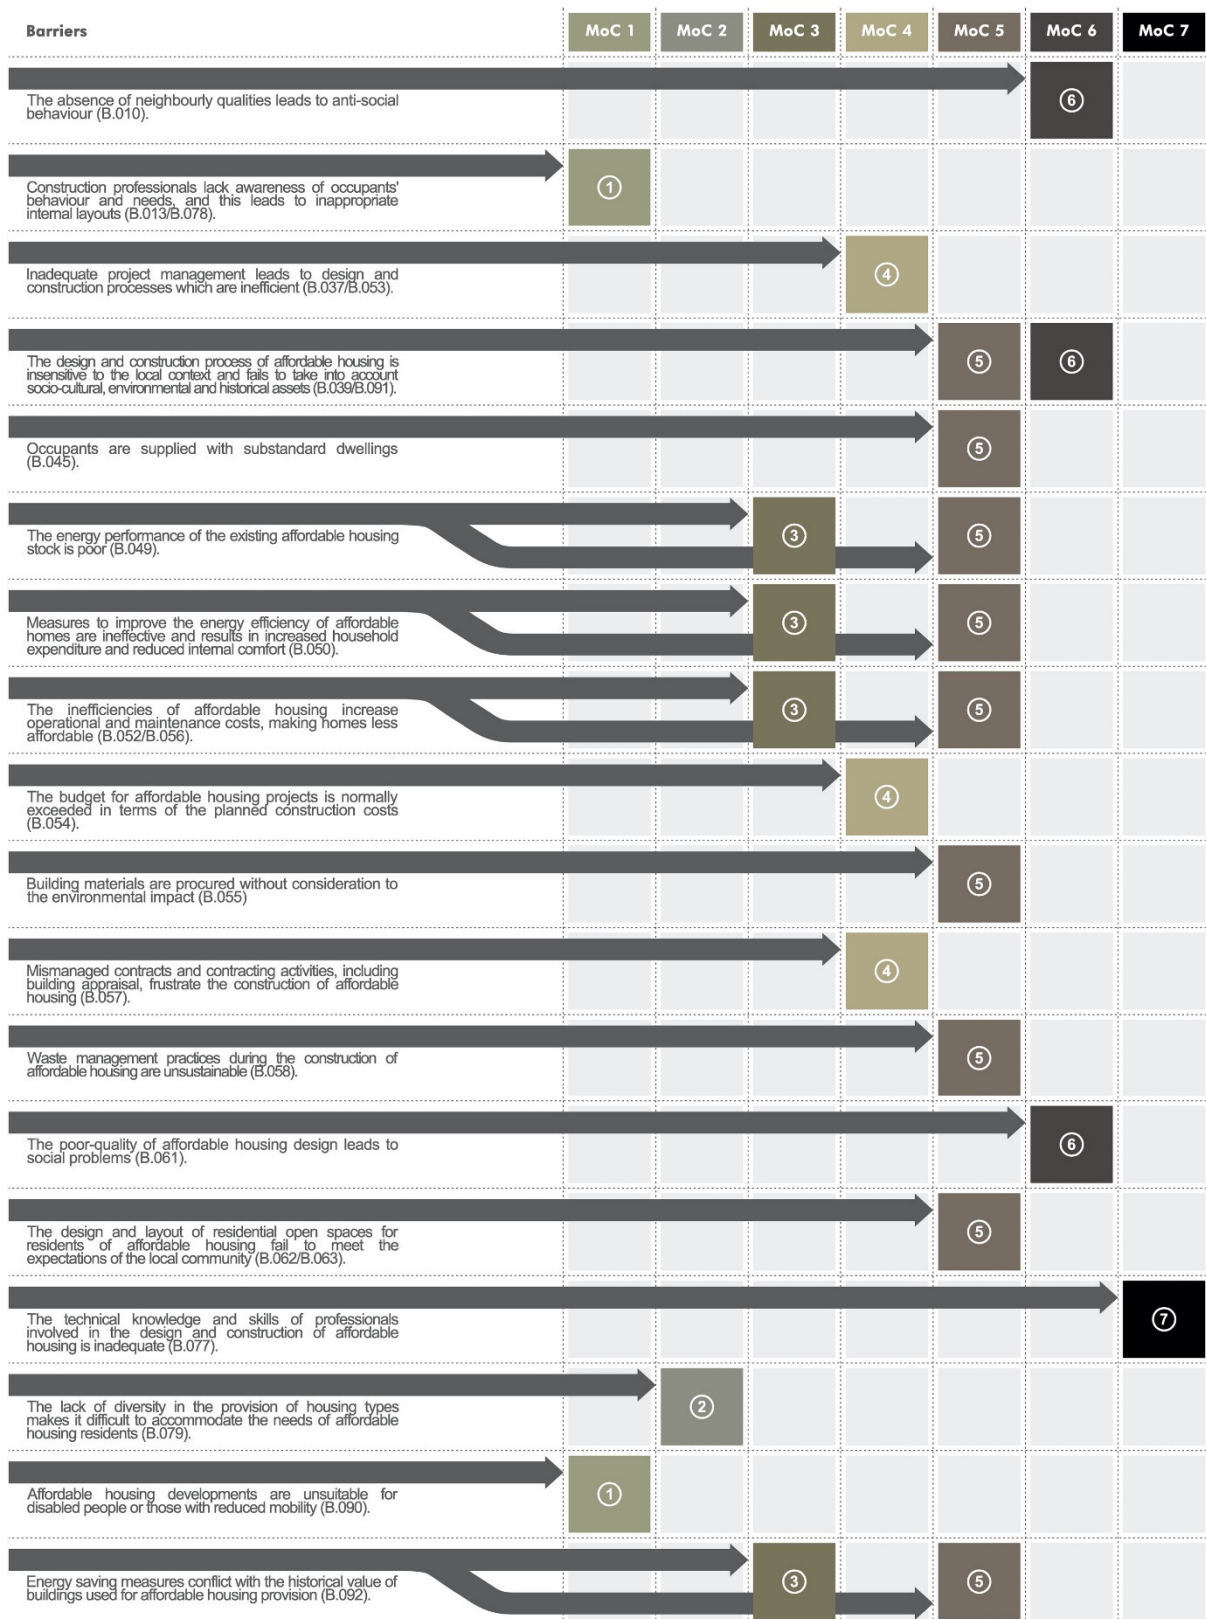 Barriers MoC 1 MoC 2 MoC 3 MoC 4 MoC 5 MoC 6 MoC 7
The absence of neighbourly qualities leads to anti-social
behaviour (B.010).
6
Construction professionals lack awareness of occupants'
behaviour and needs, and this leads to inappropriate
internal layouts (B.013/B.078).
1
Inadequate project management leads to design and
construction processes which are inefficient (B.037/B.053).
4
The design and construction process of affordable housing is
insensitive to the local context and fails to take into account
socio-cultural, environmental and historical assets (B.039/B.091).
5 6
Occupants are supplied with substandard dwellings
(B.045).
5
The energy performance of the existing affordable housing
stock is poor (B.049).
3 5
Measures to improve the energy efficiency of affordable
homes are ineffective and results in increased household
expenditure and reduced internal comfort (B.050).
3 5
The inefficiencies of affordable housing increase
operational and maintenance costs, making homes less
affordable (B.052/B.056).
3 5
The budget for affordable housing projects is normally
exceeded in terms of the planned construction costs
(B.054).
4
Building materials are procured without consideration to
the environmental impact (B.055)
5
Mismanaged contracts and contracting activities, including
building appraisal, frustrate the construction of affordable
housing (B.057).
4
Waste management practices during the construction of
affordable housing are unsustainable (B.058).
5
The poor-quality of affordable housing design leads to
social problems (B.061).
6
The design and layout of residential open spaces for
residents of affordable housing fail to meet the
expectations of the local community (B.062/B.063).
5
The technical knowledge and skills of professionals
involved in the design and construction of affordable
housing is inadequate (B.077).
7
The lack of diversity in the provision of housing types
makes it difficult to accommodate the needs of affordable
housing residents (B.079).
2
Affordable housing developments are unsuitable for
disabled people or those with reduced mobility (B.090).
1
Energy saving measures conflict with the historical value of
buildings used for affordable housing provision (B.092).
3 5